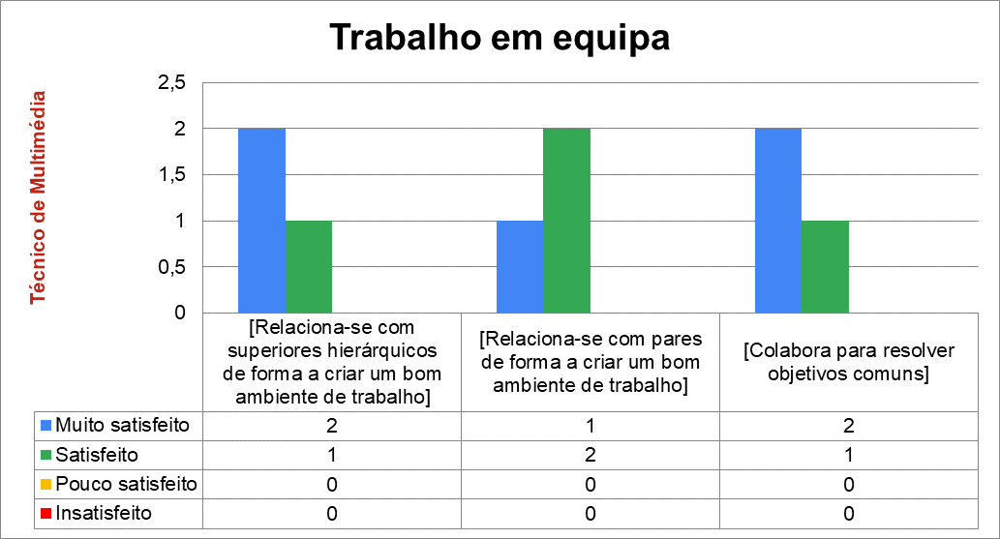 Trabalho em equipa
Técnico de Multimédia
2,5
2
1,5
1
0,5
0
[Relaciona-se com
superiores hierárquicos
de forma a criar um bom
ambiente de trabalho]
[Relaciona-se com pares
de forma a criar um bom
ambiente de trabalho]
[Colabora para resolver
objetivos comuns]
Muito satisfeito 2 1 2
Satisfeito 1 2 1
Pouco satisfeito 0 0 0
Insatisfeito 0 0 0